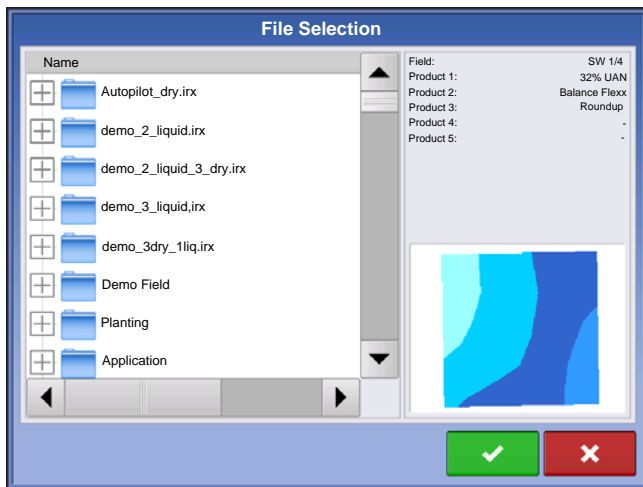 File Selection
Name
Autopilot_dry.irx
demo_2_liquid.irx
demo_2_liquid_3_dry.irx
demo_3_liquid,irx
demo_3dry_1liq.irx
Demo Field
Planting
Application
Field: SW 1/4
Product 1: 32% UAN
Product 2: Balance Flexx
Product 3: Roundup
Product 4: -
Product 5: -